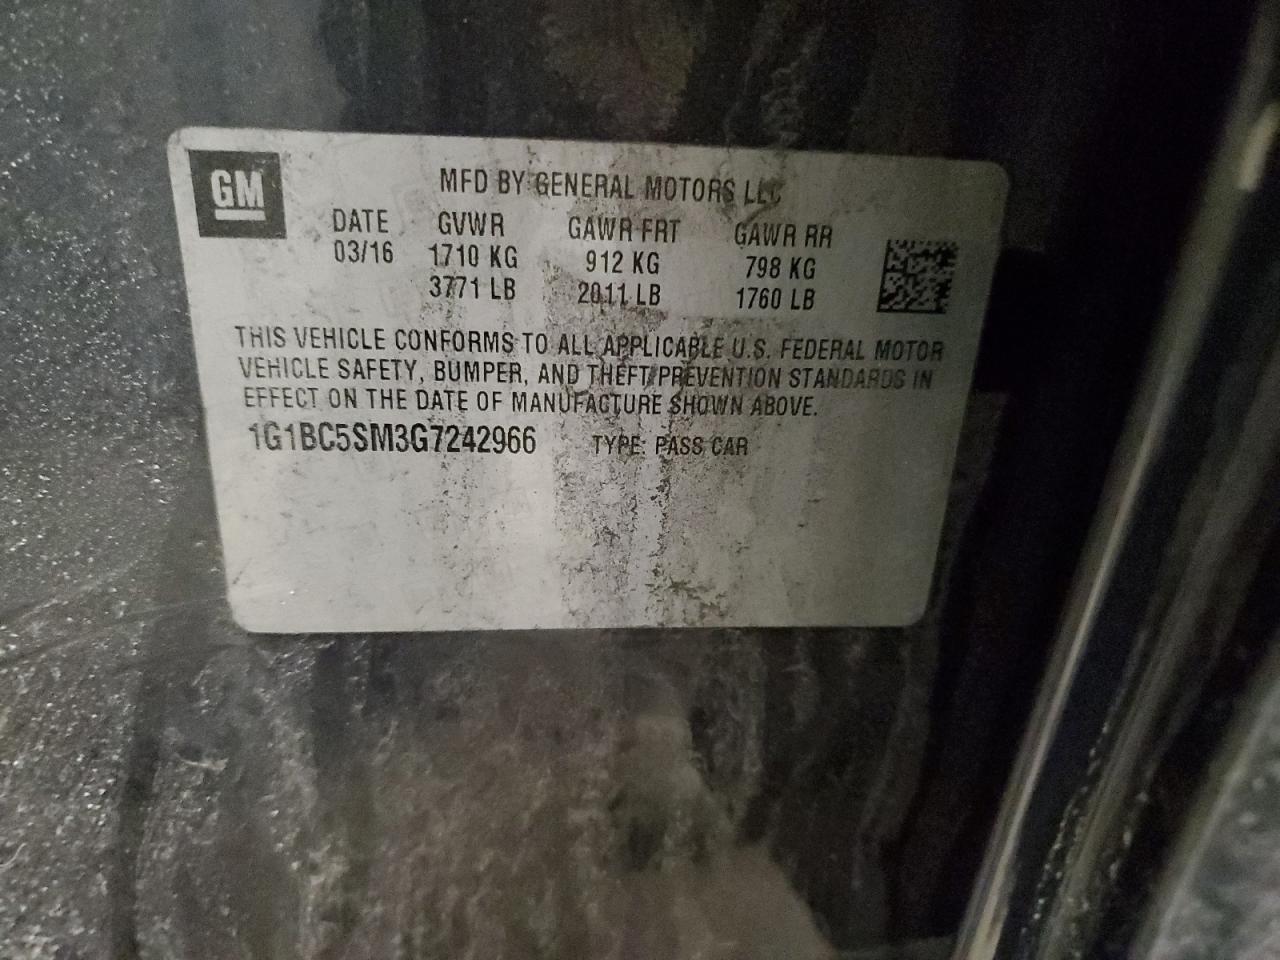 GM
MFD BY GENERAL MOTORS LLC
DATE GVWR GAWR FRT GAWR RR
03/16 1710 KG 912 KG 798 KG
3771 LB 2011 LB 1760 LB
THIS VEHICLE CONFORMS TO ALL APPLICABLE U.S. FEDERAL MOTOR
VEHICLE SAFETY, BUMPER, AND THEFT PREVENTION STANDARDS IN
EFFECT ON THE DATE OF MANUFACTURE SHOWN ABOVE.
1G1BC5SM3G7242966 TYPE: PASS CAR